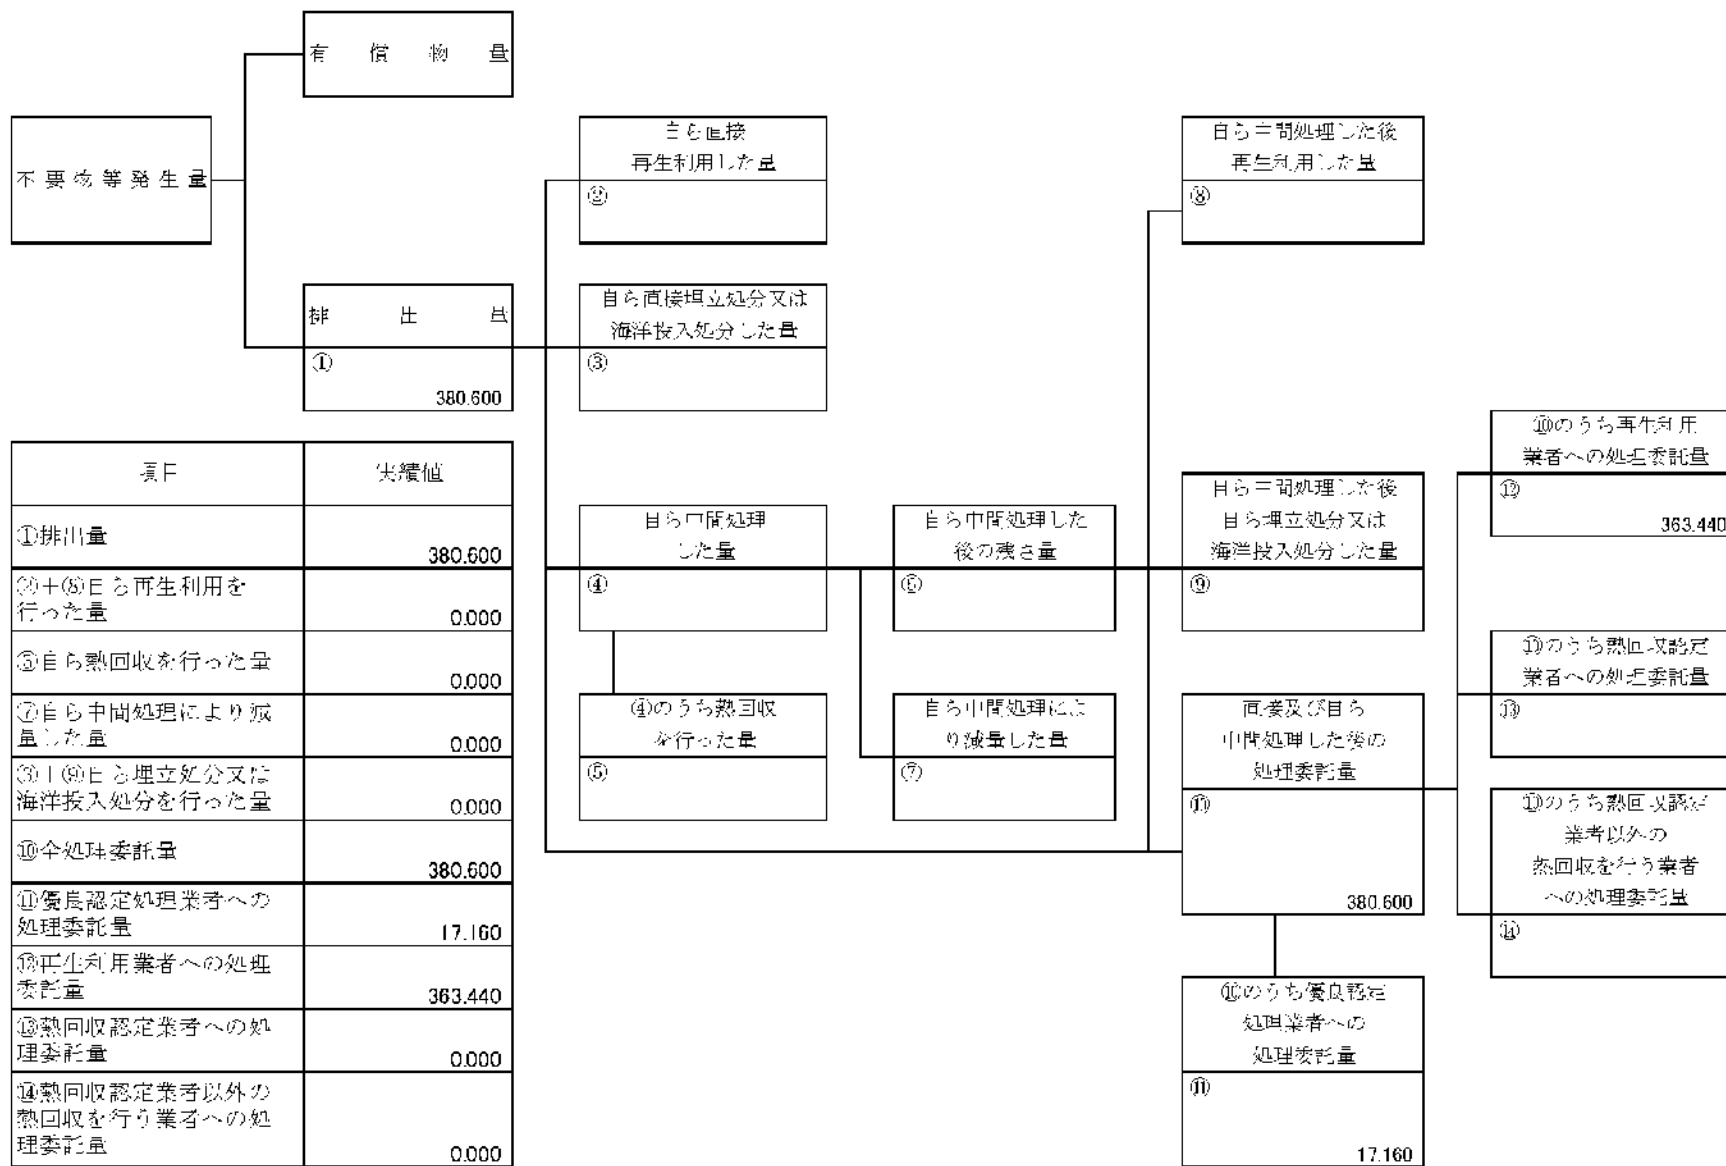 有償物量
不要物等発生量
自ら直接
再生利用した量
②
自ら中間処理した後
再生利用した量
⑧
排出量
①
380.600
自ら直接埋立処分又は
海洋投入処分した量
③
項目
実績値
①排出量
380.600
②+⑧自ら再生利用を
行った量
0.000
⑤自ら熱回収を行った量
0.000
⑦自ら中間処理により減
量した量
0.000
③+⑨自ら埋立処分又は
海洋投入処分を行った量
0.000
⑩全処理委託量
380.600
⑪優良認定処理業者への
処理委託量
17.160
⑫再生利用業者への処理
委託量
363.440
⑬熱回収認定業者への処
理委託量
0.000
⑭熱回収認定業者以外の
熱回収を行う業者への処
理委託量
0.000
自ら中間処理
した量
④
④のうち熱回収
を行った量
⑤
自ら中間処理した
後の残さ量
⑥
自ら中間処理によ
り減量した量
⑦
自ら中間処理した後
自ら埋立処分又は
海洋投入処分した量
⑨
直接及び自ら
中間処理した後の
処理委託量
⑩
380.600
⑩のうち優良認定
処理業者への
処理委託量
⑪
17.160
⑩のうち再生利用
業者への処理委託量
⑫
363.440
⑩のうち熱回収認定
業者への処理委託量
⑬
⑩のうち熱回収認定
業者以外の
熱回収を行う業者
への処理委託量
⑭